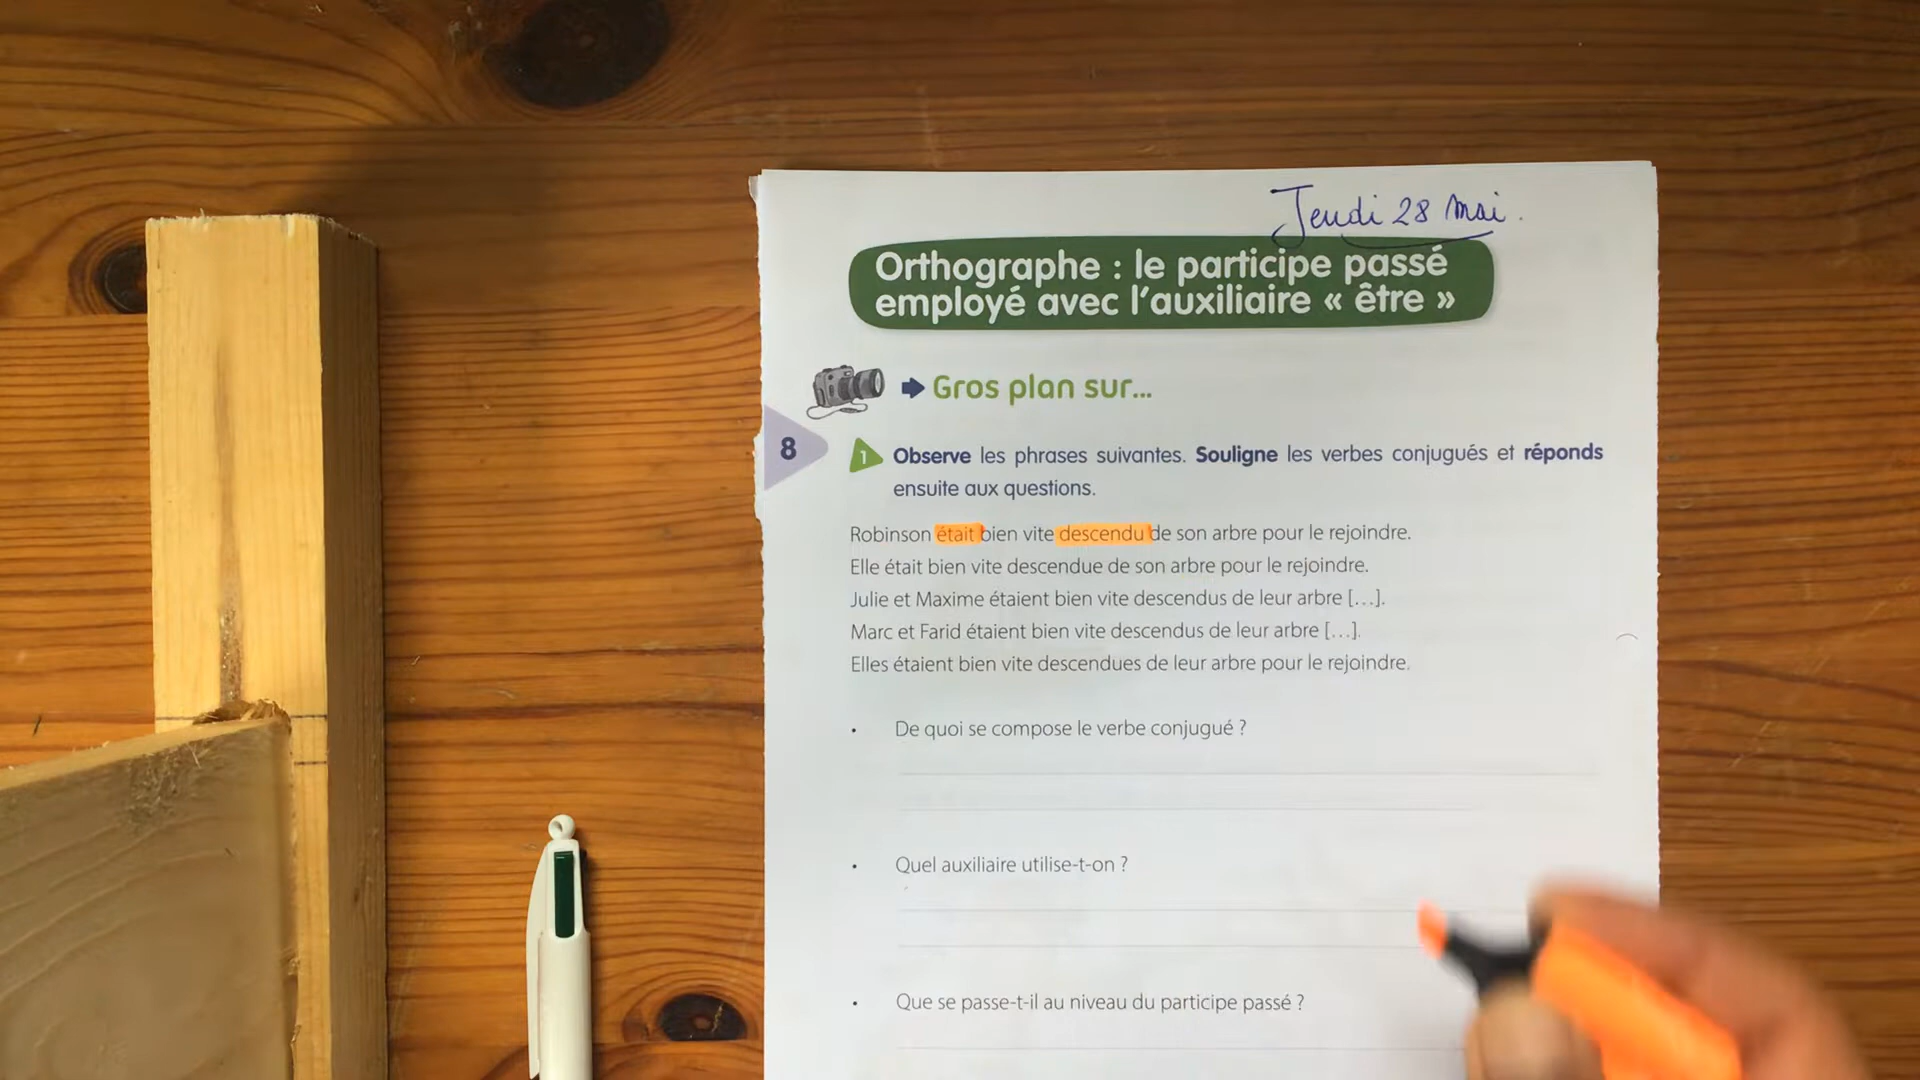 Jeudi 28 mai.
Orthographe : le participe passé
employé avec l'auxiliaire « être »
Gros plan sur...
8
1 Observe les phrases suivantes. Souligne les verbes conjugués et réponds
ensuite aux questions.
Robinson était bien vite descendu de son arbre pour le rejoindre.
Elle était bien vite descendue de son arbre pour le rejoindre.
Julie et Maxime étaient bien vite descendus de leur arbre [...].
Marc et Farid étaient bien vite descendus de leur arbre [...].
Elles étaient bien vite descendues de leur arbre pour le rejoindre.
• De quoi se compose le verbe conjugué ?
• Quel auxiliaire utilise-t-on ?
• Que se passe-t-il au niveau du participe passé ?